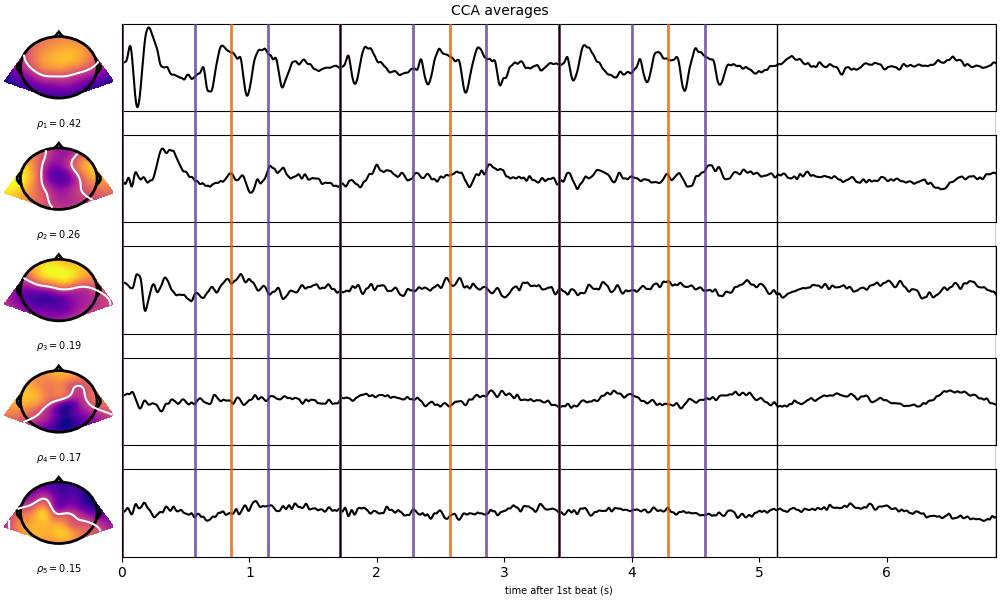 CCA averages
ρ₁ = 0.42
ρ₂ = 0.26
ρ₃ = 0.19
ρ₄ = 0.17
ρ₅ = 0.15
0 1 2 3 4 5 6
time after 1st beat (s)